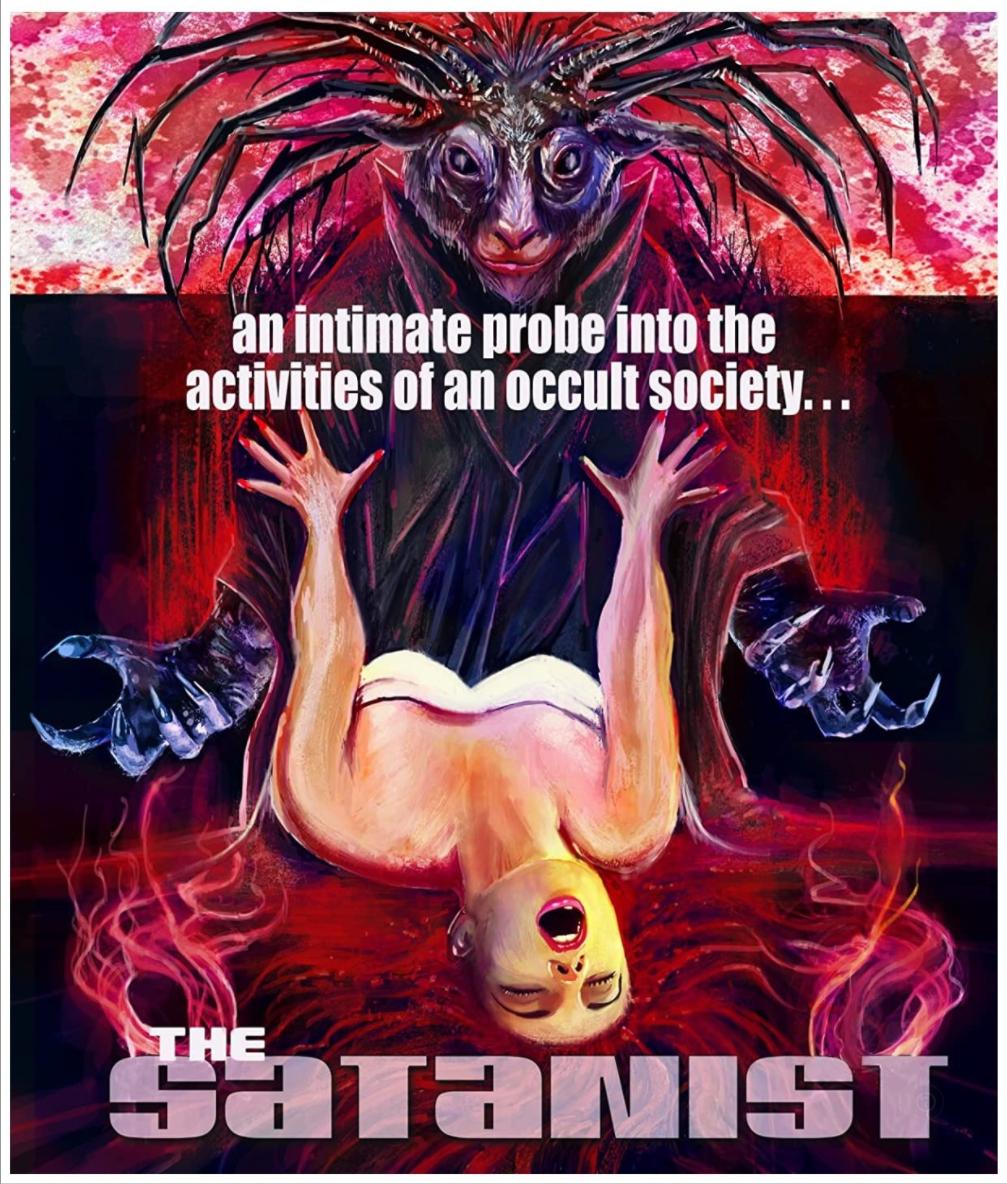 an intimate probe into the
activities of an occult society...
THE
SaTaNIST